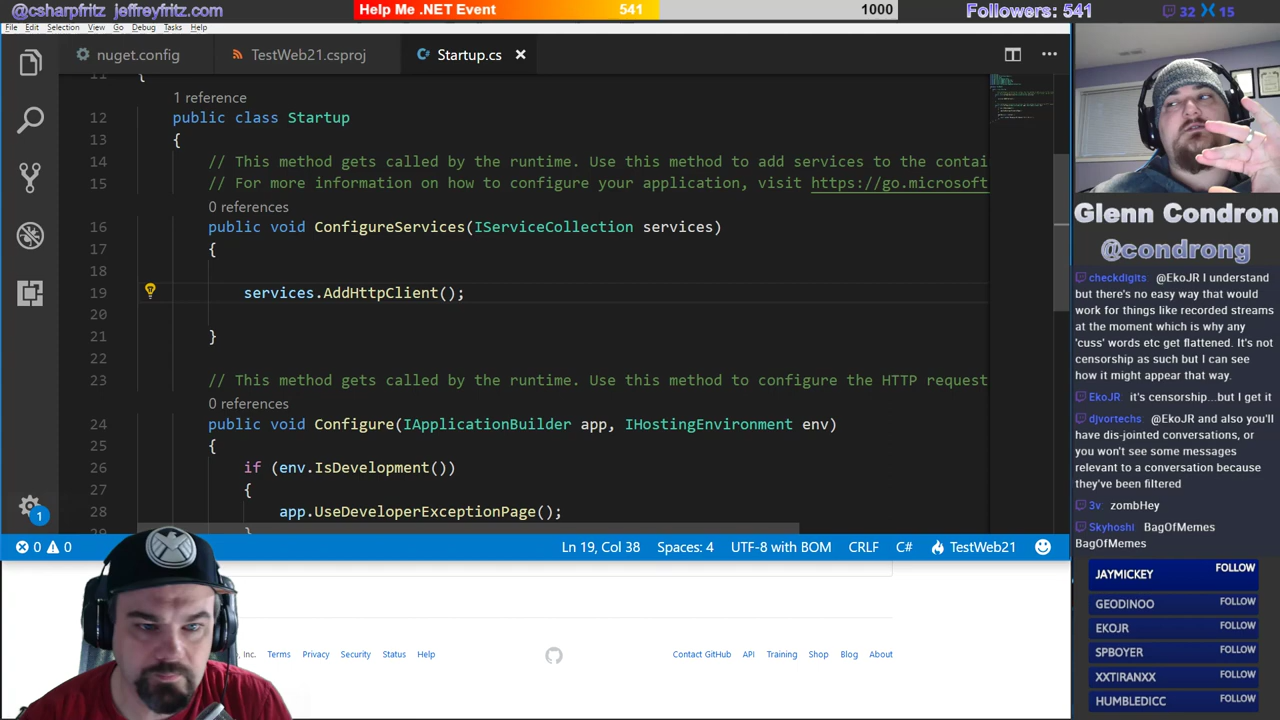 @csharpfritz jeffreyfritz.com
Help Me .NET Event 541 1000
Followers: 541
32 15
File Edit Selection View Go Debug Tasks Help
nuget.config TestWeb21.csproj Startup.cs
11 {
1 reference
12 public class Startup
13 {
14 // This method gets called by the runtime. Use this method to add services to the contai
15 // For more information on how to configure your application, visit https://go.microsoft
0 references
16 public void ConfigureServices(IServiceCollection services)
17 {
18
19 services.AddHttpClient();
20
21 }
22
23 // This method gets called by the runtime. Use this method to configure the HTTP request
0 references
24 public void Configure(IApplicationBuilder app, IHostingEnvironment env)
25 {
26 if (env.IsDevelopment())
27 {
28 app.UseDeveloperExceptionPage();
29 }
1
0 0 Ln 19, Col 38 Spaces: 4 UTF-8 with BOM CRLF C# TestWeb21
, Inc. Terms Privacy Security Status Help Contact GitHub API Training Shop Blog About
Glenn Condron
@condrong
checkdigits @EkoJR I understand
but there's no easy way that would
work for things like recorded streams
at the moment which is why any
'cuss' words etc get flattened. It's not
censorship as such but I can see
how it might appear that way.
EkoJR it's censorship...but I get it
djvortechs @EkoJR and also you'll
have dis-jointed conversations, or
you won't see some messages
relevant to a conversation because
they've been filtered
3v zombHey
Skyhoshi BagOfMemes
BagOfMemes
JAYMICKEY FOLLOW
GEODINOO FOLLOW
EKOJR FOLLOW
SPBOYER FOLLOW
XXTIRANXX FOLLOW
HUMBLEDICC FOLLOW